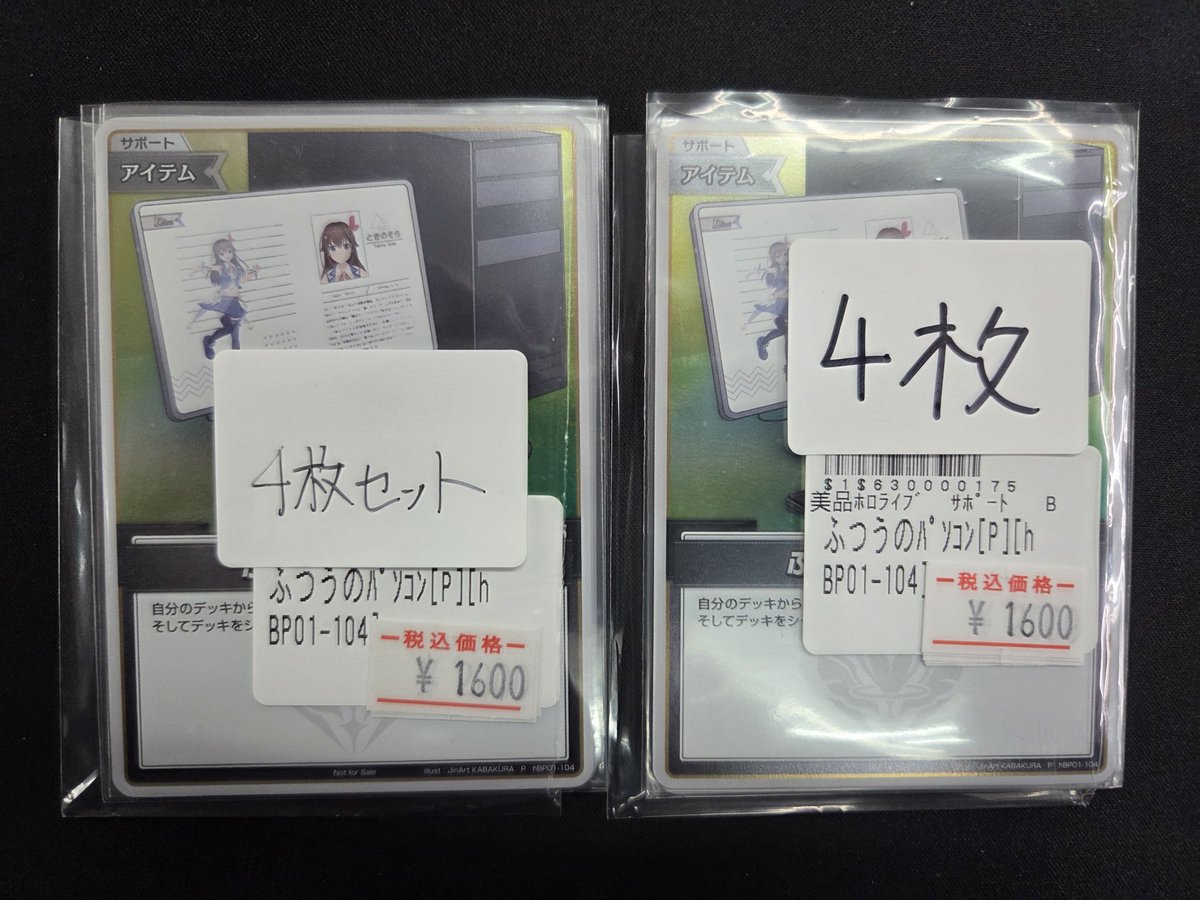 サポート
アイテム
ときのそら
4枚セット
ふつうのﾊﾟｿｺﾝ[P][h
BP01-104]
税込価格
¥ 1600
自分のデッキから
そしてデッキをシ
Not for Sale
illust：JinArt KABAKURA P hBP01-104
サポート
アイテム
4枚
$1$630000175
美品ﾎﾛﾗｲﾌﾞ ｻﾎﾟｰﾄ B
ふつうのﾊﾟｿｺﾝ[P][h
BP01-104]
税込価格
¥ 1600
自分のデッキから
そしてデッキをシ
JinArt KABAKURA P hBP01-104